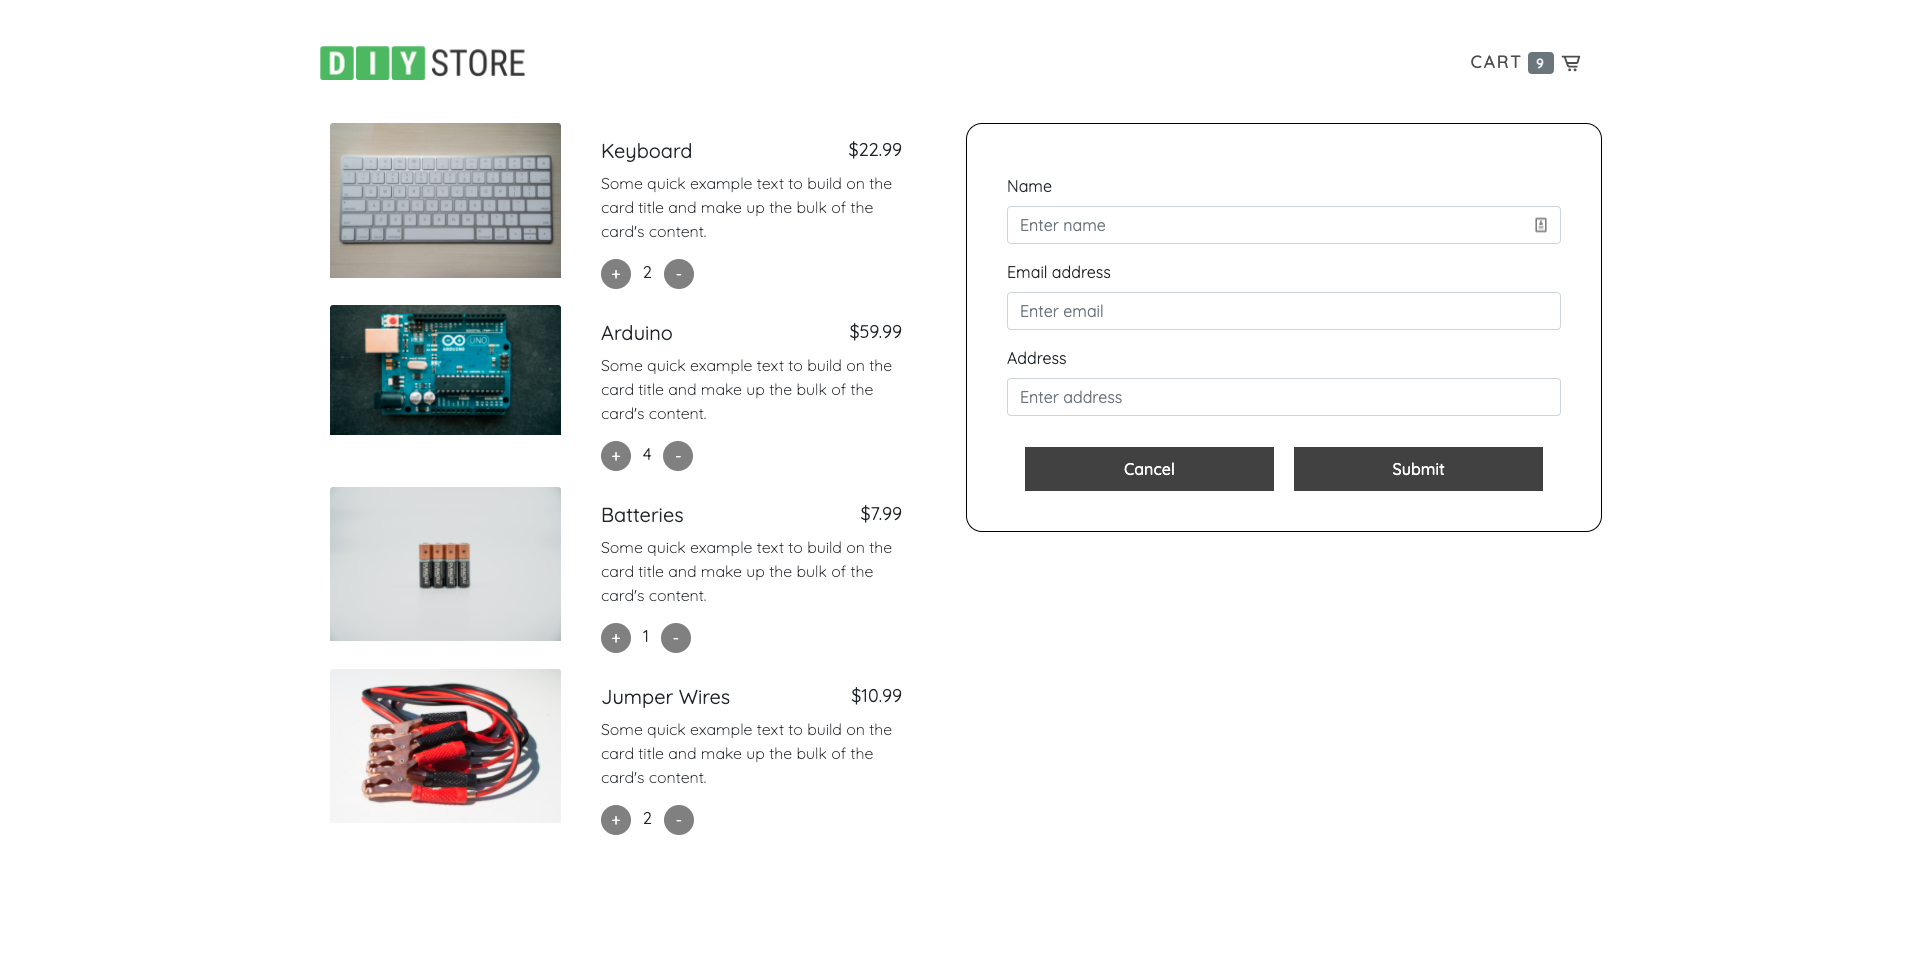 DIY STORE
CART 9
Keyboard $22.99
Some quick example text to build on the
card title and make up the bulk of the
card's content.
+ 2 -
Arduino $59.99
Some quick example text to build on the
card title and make up the bulk of the
card's content.
+ 4 -
Batteries $7.99
Some quick example text to build on the
card title and make up the bulk of the
card's content.
+ 1 -
Jumper Wires $10.99
Some quick example text to build on the
card title and make up the bulk of the
card's content.
+ 2 -
Name
Enter name
Email address
Enter email
Address
Enter address
Cancel Submit
ARDUINO
UNO